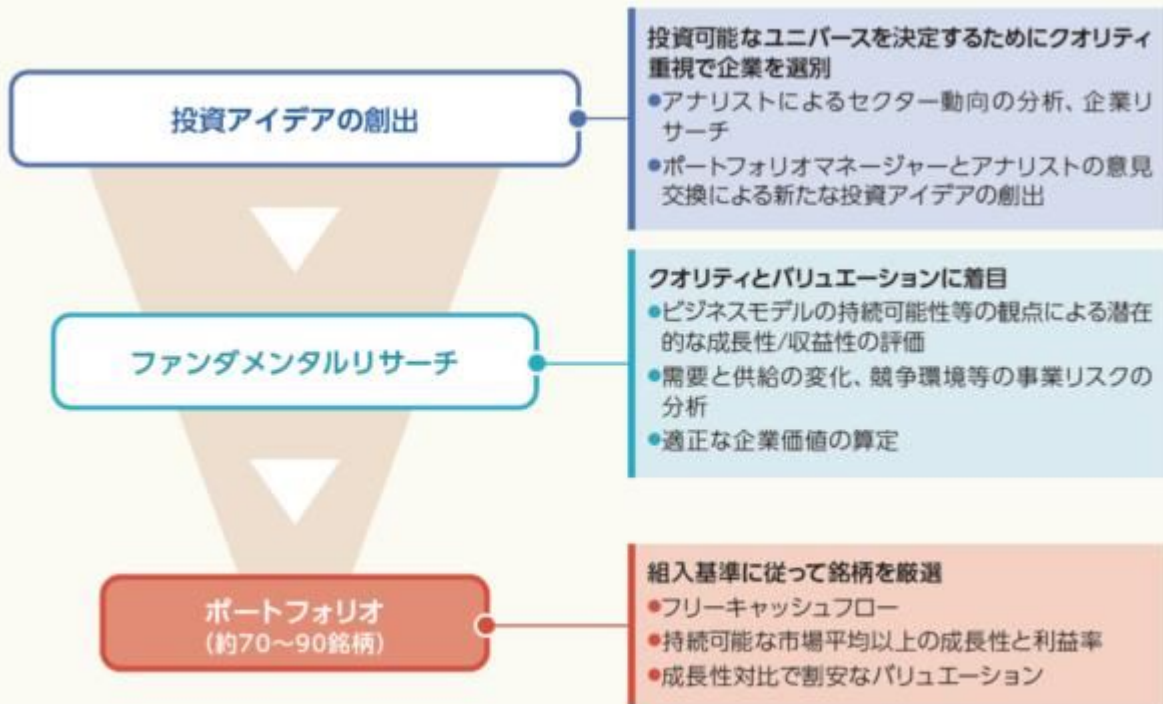 投資アイデアの創出
投資可能なユニバースを決定するためにクオリティ
重視で企業を選別
●アナリストによるセクター動向の分析、企業リ
サーチ
●ポートフォリオマネージャーとアナリストの意見
交換による新たな投資アイデアの創出
ファンダメンタルリサーチ
クオリティとバリュエーションに着目
●ビジネスモデルの持続可能性等の観点による潜在
的な成長性/収益性の評価
●需要と供給の変化、競争環境等の事業リスクの
分析
●適正な企業価値の算定
ポートフォリオ
(約70〜90銘柄)
組入基準に従って銘柄を厳選
●フリーキャッシュフロー
●持続可能な市場平均以上の成長性と利益率
●成長性対比で割安なバリュエーション